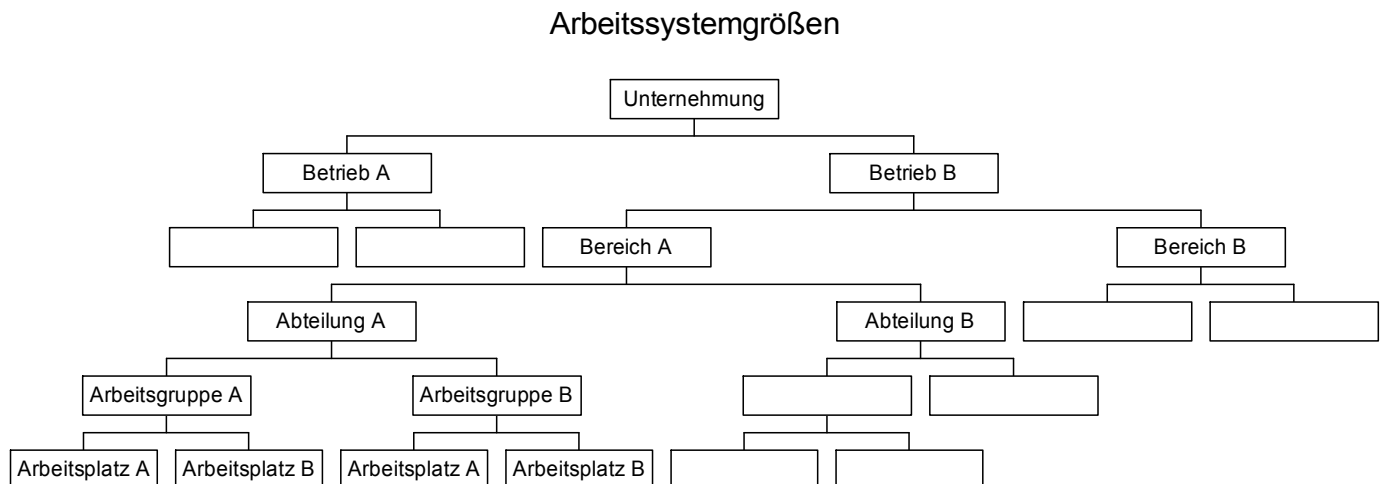 Arbeitssystemgrößen
Unternehmung
Betrieb A
Betrieb B
Bereich A
Bereich B
Abteilung A
Abteilung B
Arbeitsgruppe A
Arbeitsgruppe B
Arbeitsplatz A
Arbeitsplatz B
Arbeitsplatz A
Arbeitsplatz B